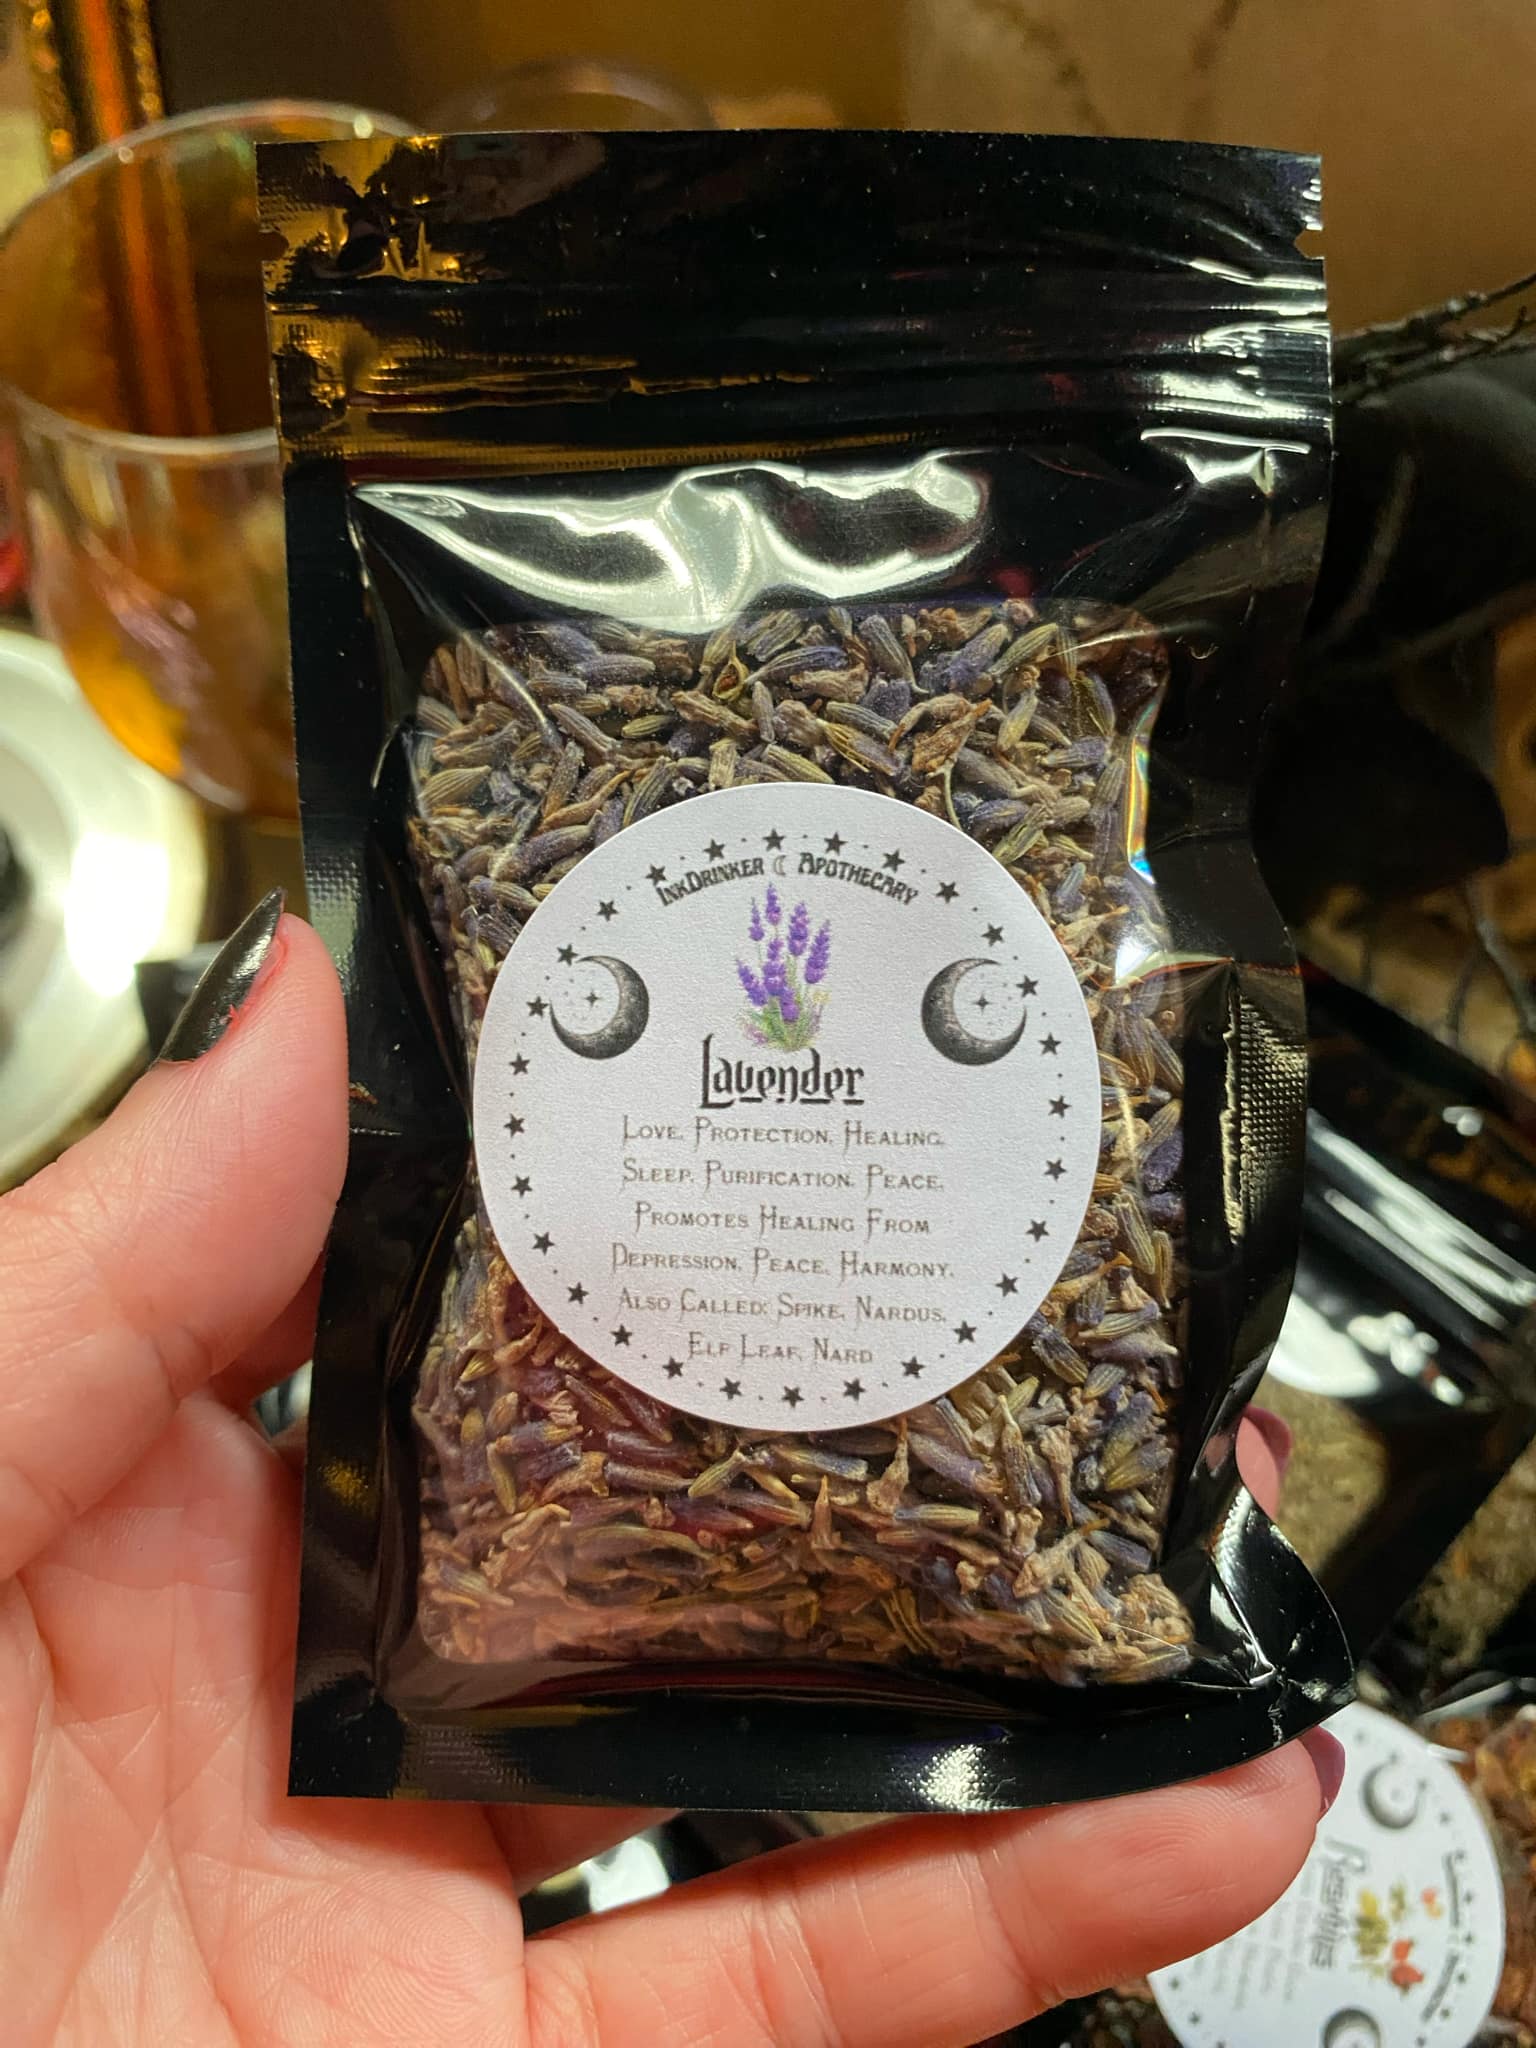 InkDrinker Apothecary
Lavender
Love, Protection, Healing,
Sleep, Purification, Peace,
Promotes Healing From
Depression, Peace, Harmony.
Also Called: Spike, Nardus,
Elf Leaf, Nard
Rosehips